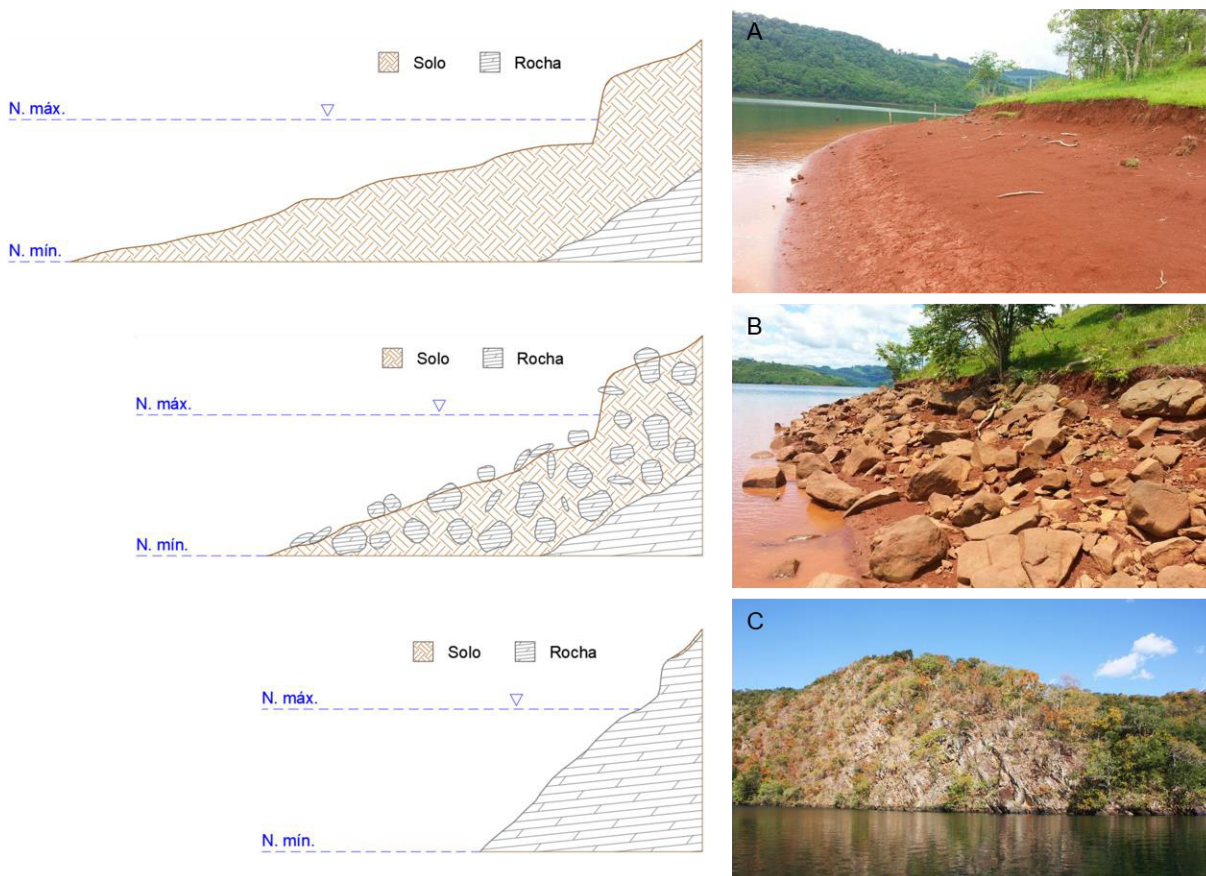 Solo Rocha
N. máx.
N. mín.
A
Solo Rocha
N. máx.
N. mín.
B
Solo Rocha
N. máx.
N. mín.
C